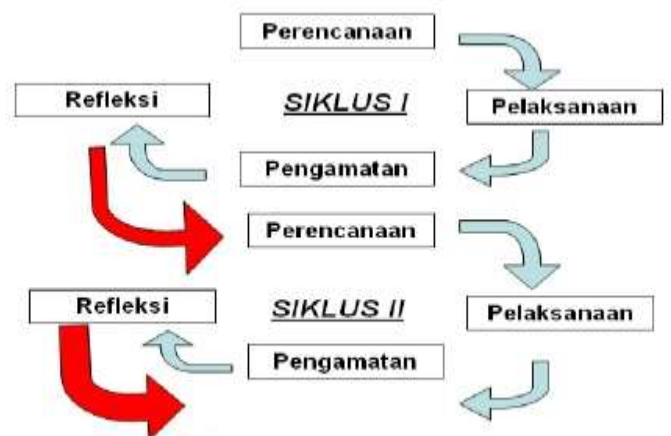 Perencanaan
Refleksi
SIKLUS I
Pelaksanaan
Pengamatan
Perencanaan
Refleksi
SIKLUS II
Pelaksanaan
Pengamatan